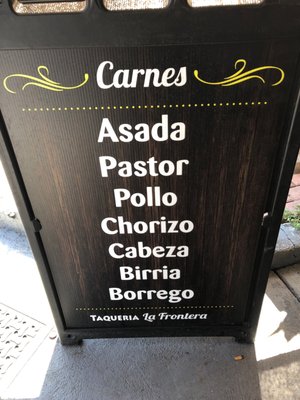 Carnes
Asada
Pastor
Pollo
Chorizo
Cabeza
Birria
Borrego
TAQUERIA La Frontera